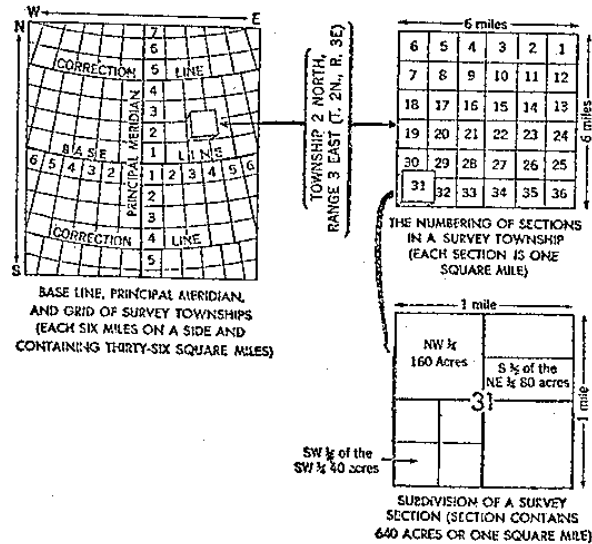 W E
N
7
6
CORRECTION 5 LINE
4
3
2
BASE 1 LINE
6 5 4 3 2 1 2 3 4 5 6
2
3
CORRECTION 4 LINE
5
S
PRINCIPAL MERIDIAN
BASE LINE, PRINCIPAL MERIDIAN,
AND GRID OF SURVEY TOWNSHIPS
(EACH SIX MILES ON A SIDE AND
CONTAINING THIRTY-SIX SQUARE MILES)
TOWNSHIP 2 NORTH,
RANGE 3 EAST (T. 2N., R. 3E)
6 miles
6 5 4 3 2 1
7 8 9 10 11 12
18 17 16 15 14 13
19 20 21 22 23 24
30 29 28 27 26 25
31 32 33 34 35 36
6 miles
THE NUMBERING OF SECTIONS
IN A SURVEY TOWNSHIP
(EACH SECTION IS ONE
SQUARE MILE)
1 mile
NW ¼
160 Acres
S ½ of the
NE ¼ 80 acres
31
1 mile
SW ¼ of the
SW ¼ 40 acres
SUBDIVISION OF A SURVEY
SECTION (SECTION CONTAINS
640 ACRES OR ONE SQUARE MILE)